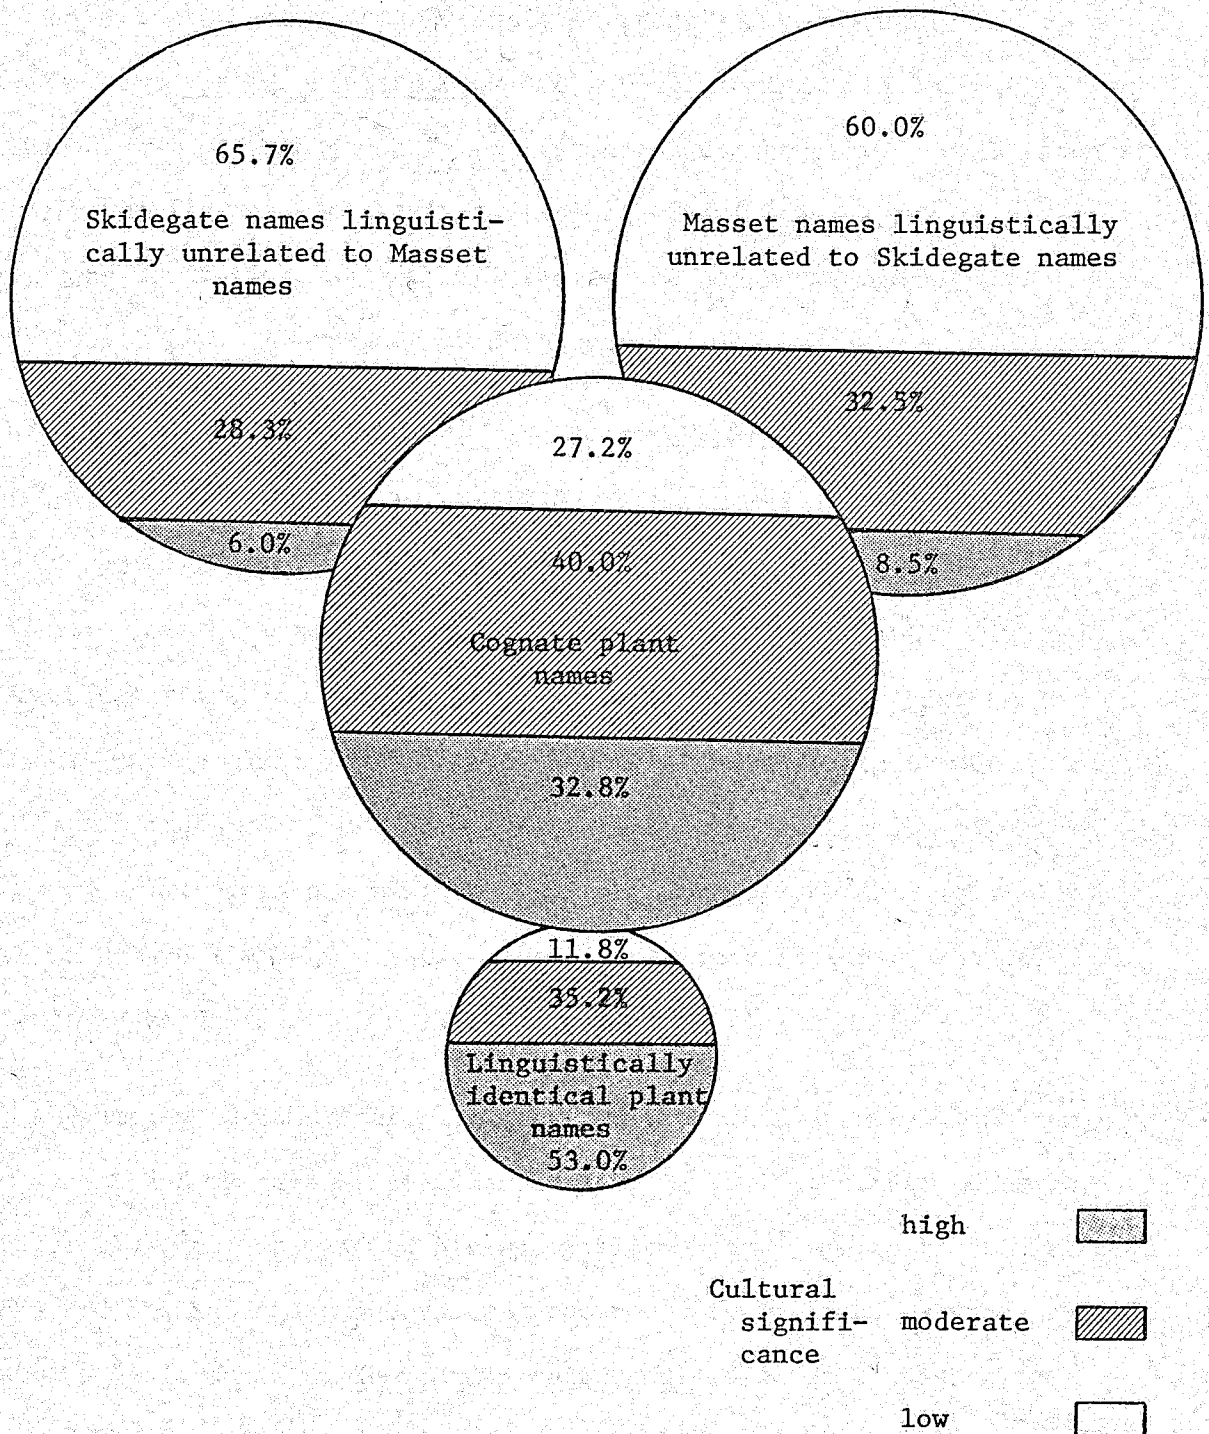 65.7%
Skidegate names linguisti-
cally unrelated to Masset
names
28.3%
6.0%
60.0%
Masset names linguistically
unrelated to Skidegate names
32.5%
8.5%
27.2%
40.0%
Cognate plant
names
32.8%
11.8%
35.2%
Linguistically
identical plant
names
53.0%
high
Cultural
signifi- moderate
cance
low